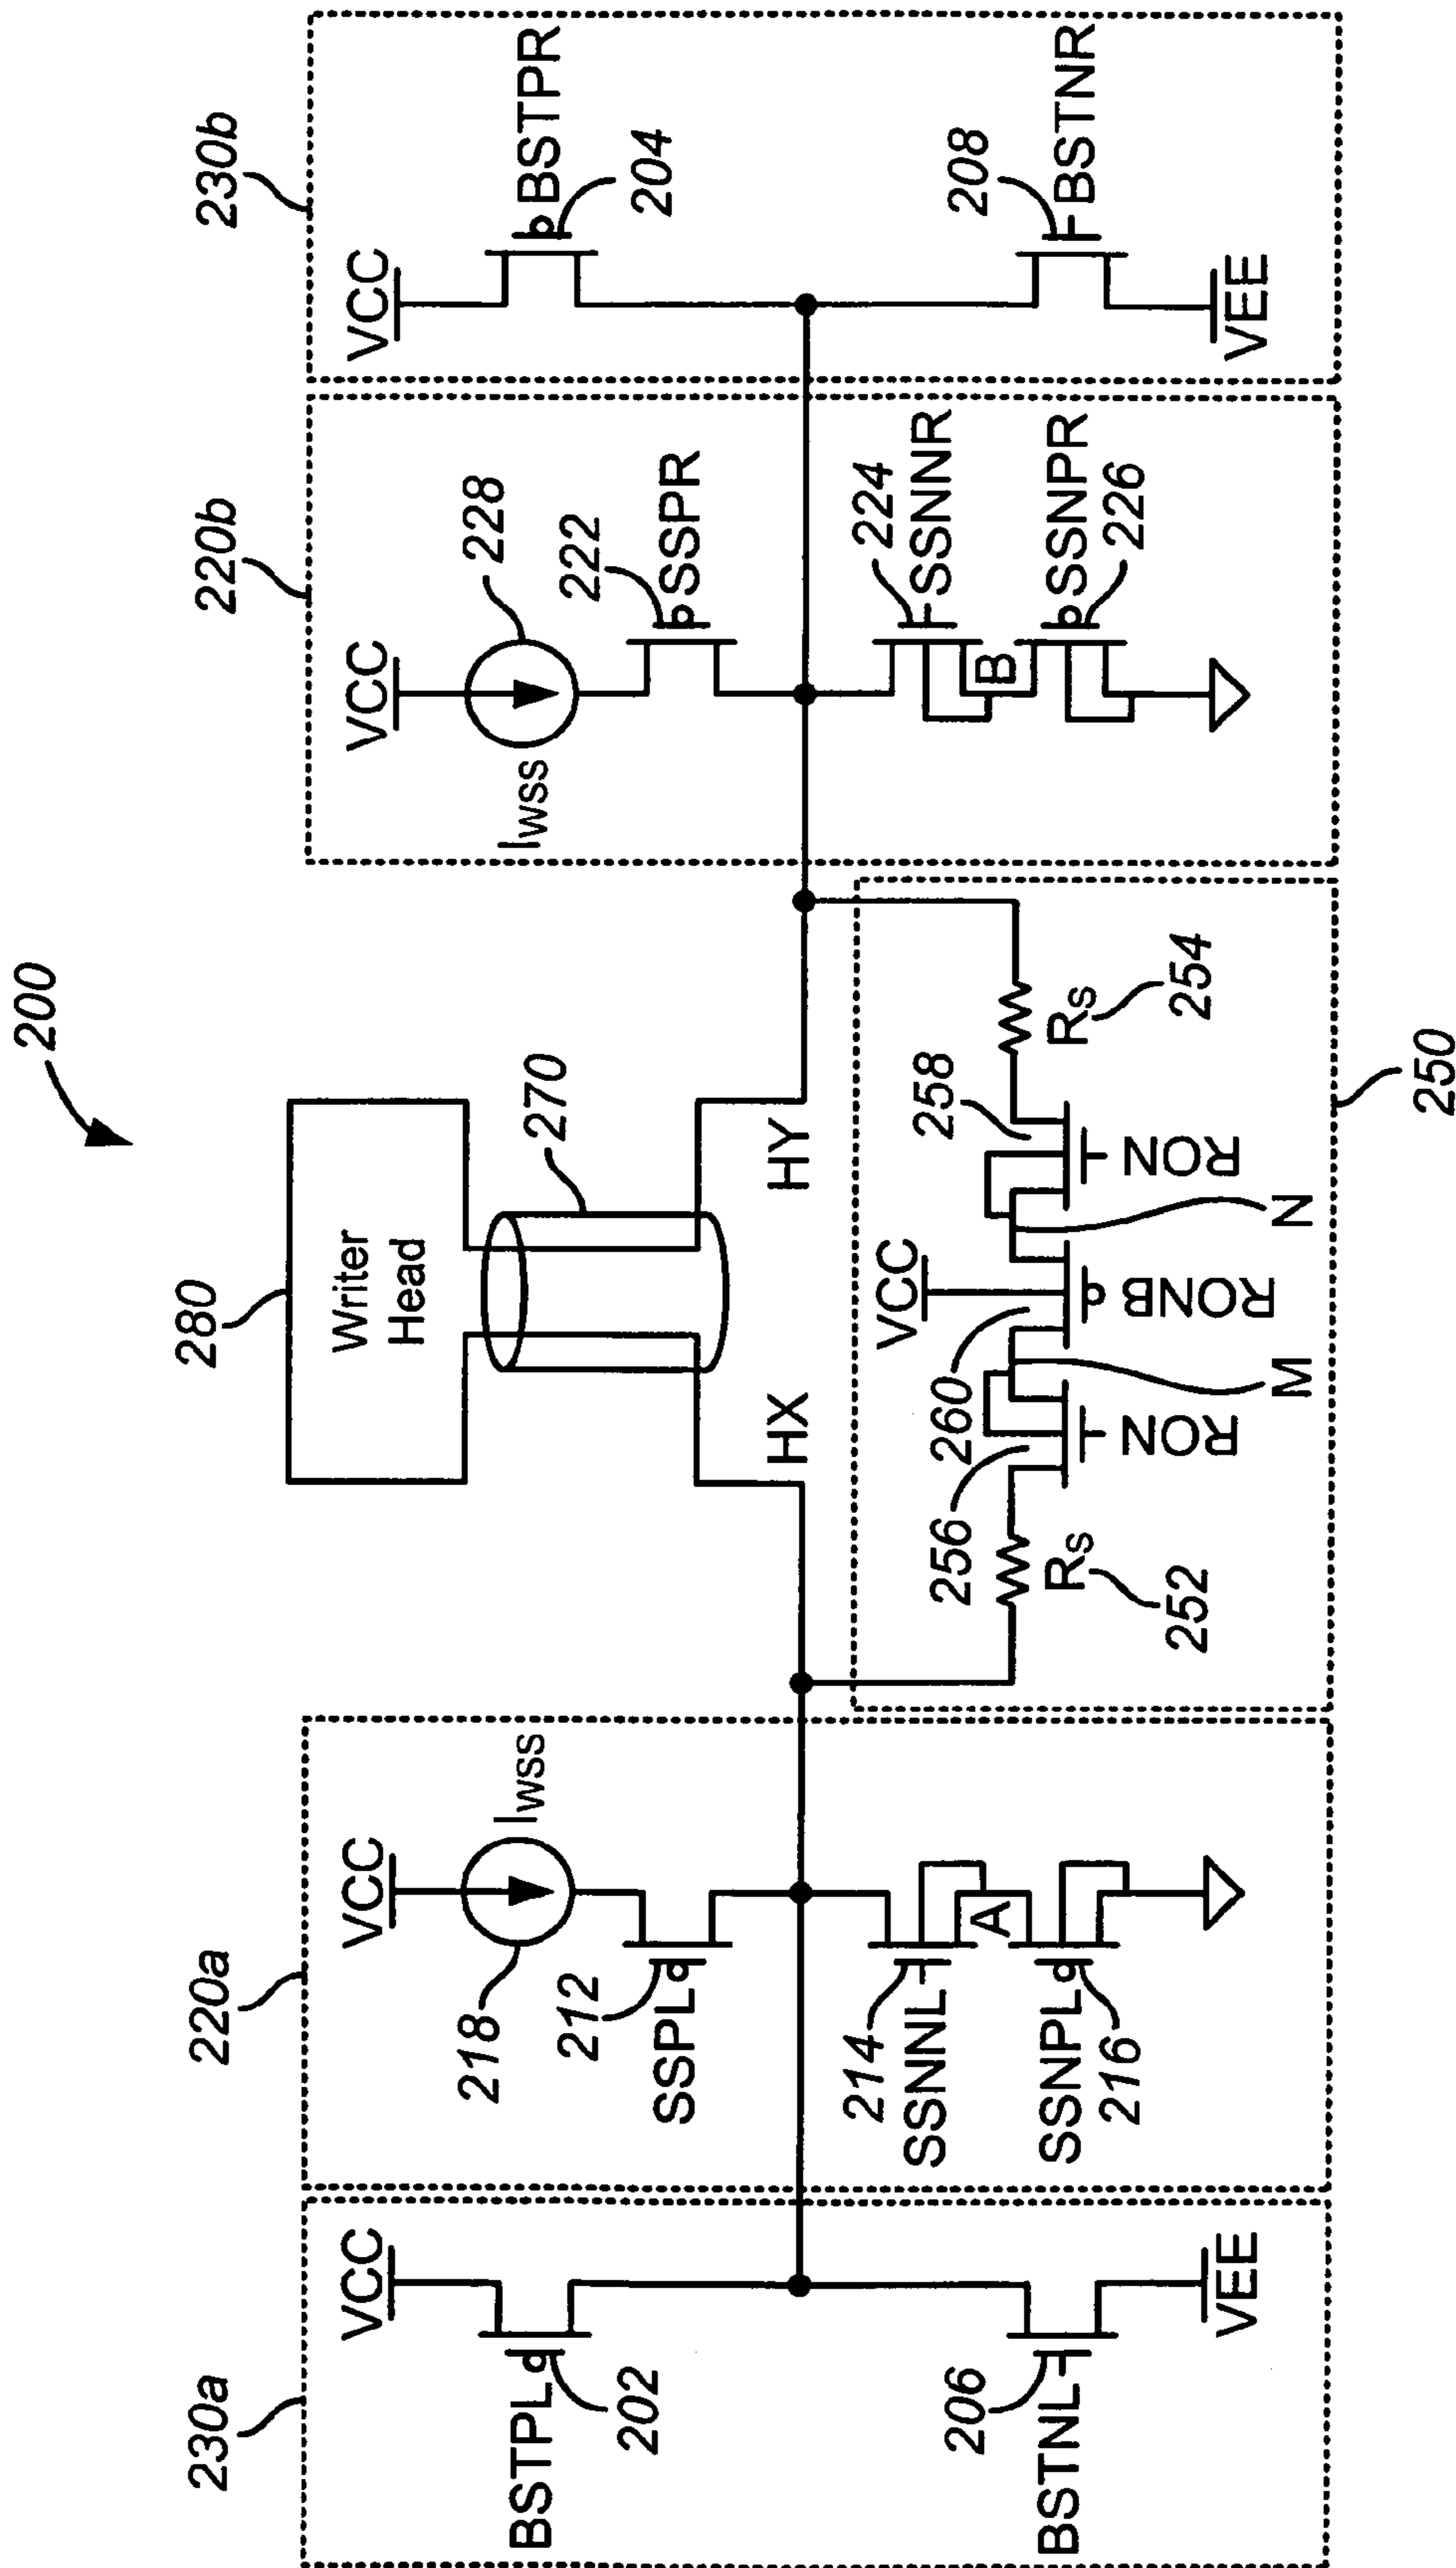 200
230a
220a
280
220b
230b
VCC
VCC
Writer
Head
VCC
VCC
BSTPL
202
218
IWSS
212
SSPL
270
HX
HY
IWSS
228
222
SSPR
BSTPR
204
BSTNL
206
214
SSNNL
A
SSNPL
216
VEE
RS
252
256
260
VCC
258
RS
254
RON
RONB
RON
M
N
250
224
SSNNR
B
SSNPR
226
208
BSTNR
VEE